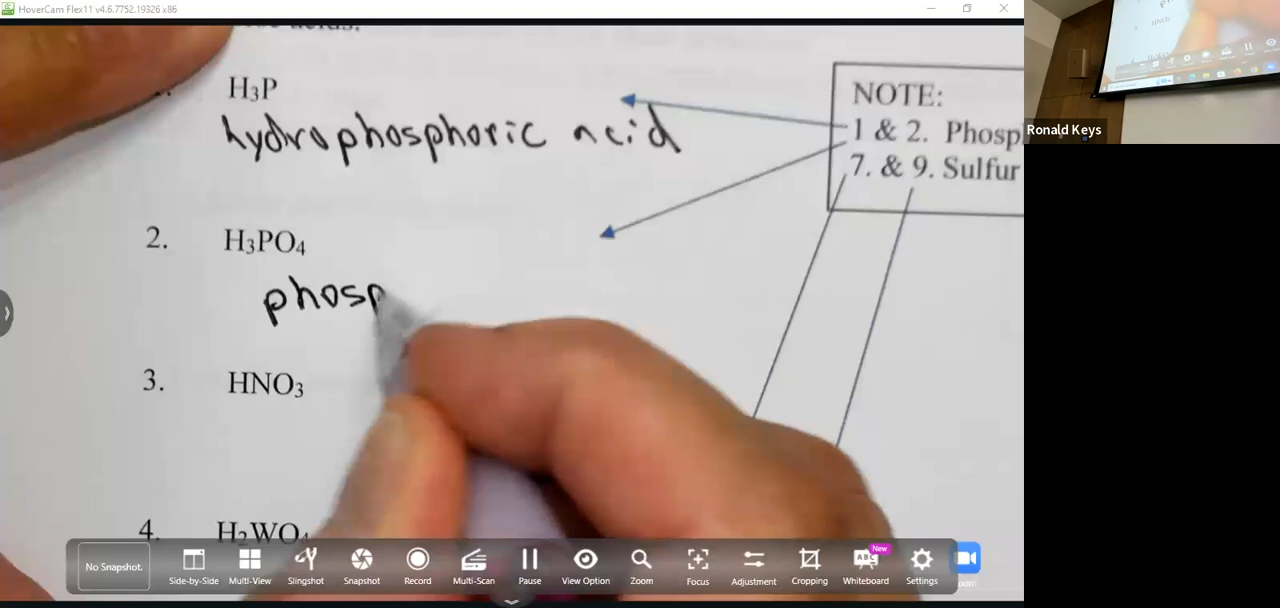 HoverCam Flex11 v4.6.7752.19326 x86
acids.
H₃P
hydrophosphoric acid
NOTE:
1 & 2. Phosp
7. & 9. Sulfur
2. H₃PO₄
phosp
3. HNO₃
4. H₂WO₄
Ronald Keys
No Snapshot.
Side-by-Side
Multi-View
Slingshot
Snapshot
Record
Multi-Scan
Pause
View Option
Zoom
Focus
Adjustment
Cropping
New
ABC
Whiteboard
Settings